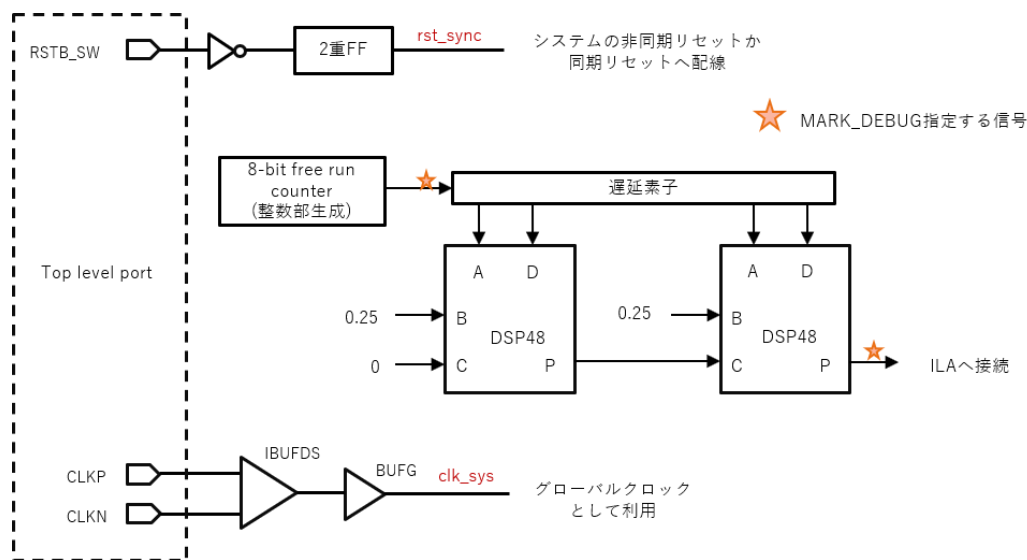 RSTB_SW
2重FF
rst_sync
システムの非同期リセットか
同期リセットへ配線
MARK_DEBUG指定する信号
8-bit free run
counter
(整数部生成)
遅延素子
Top level port
A
D
0.25
B
DSP48
0
C
P
A
D
0.25
B
DSP48
C
P
ILAへ接続
IBUFDS
BUFG
CLKP
clk_sys
CLKN
グローバルクロック
として利用